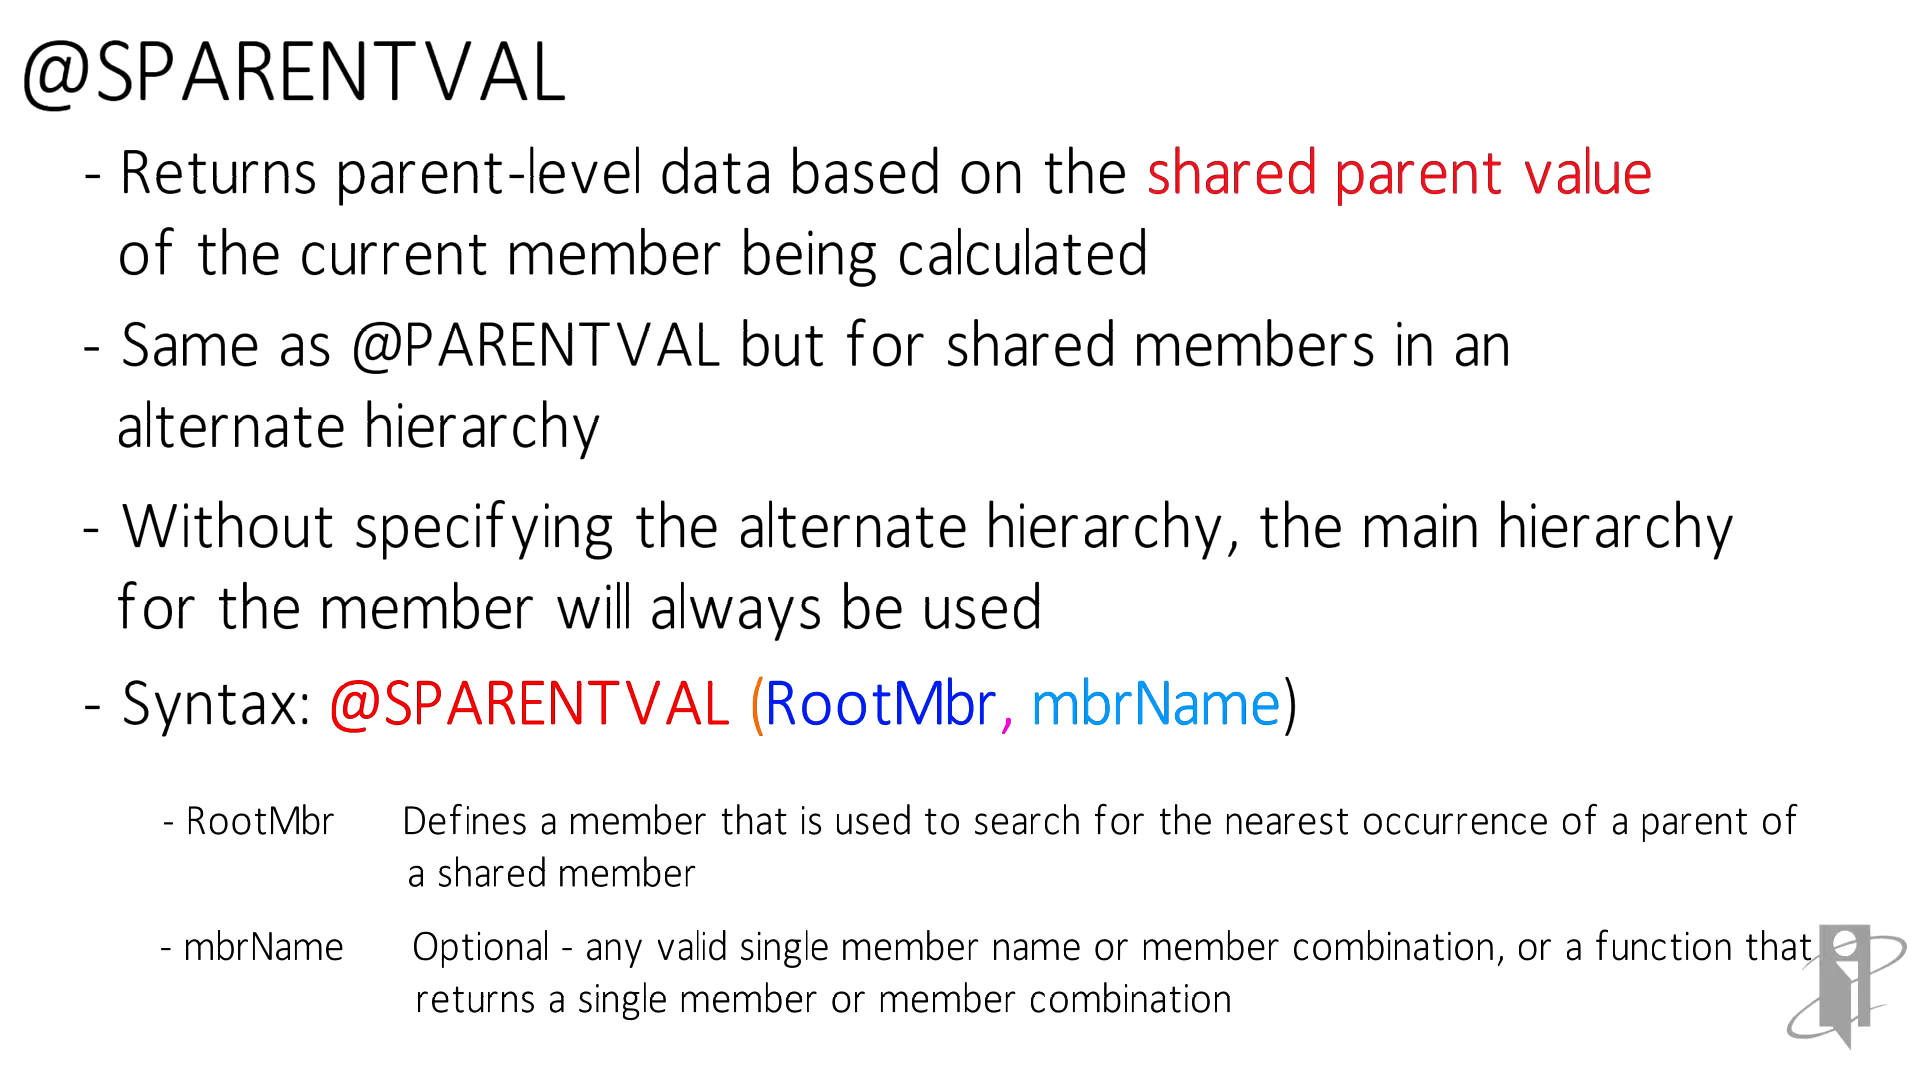 @SPARENTVAL
- Returns parent-level data based on the shared parent value
of the current member being calculated
- Same as @PARENTVAL but for shared members in an
alternate hierarchy
- Without specifying the alternate hierarchy, the main hierarchy
for the member will always be used
- Syntax: @SPARENTVAL (RootMbr, mbrName)
- RootMbr Defines a member that is used to search for the nearest occurrence of a parent of
a shared member
- mbrName Optional - any valid single member name or member combination, or a function that
returns a single member or member combination